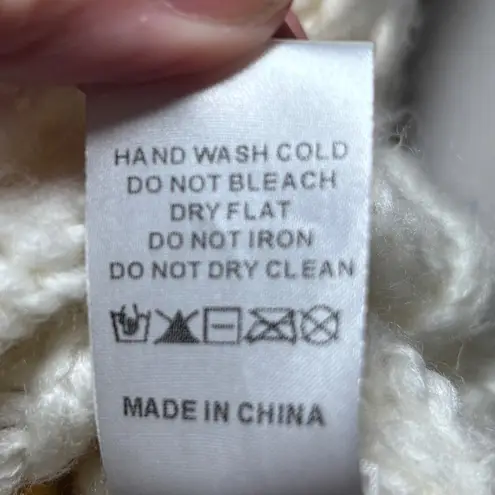 HAND WASH COLD
DO NOT BLEACH
DRY FLAT
DO NOT IRON
DO NOT DRY CLEAN
MADE IN CHINA